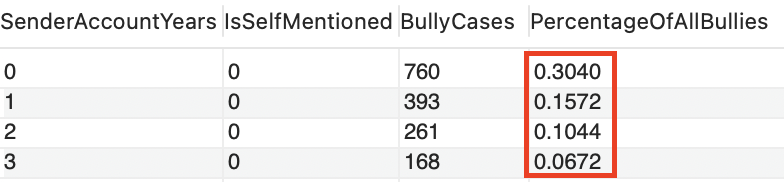 SenderAccountYears IsSelfMentioned BullyCases PercentageOfAllBullies
0 0 760 0.3040
1 0 393 0.1572
2 0 261 0.1044
3 0 168 0.0672